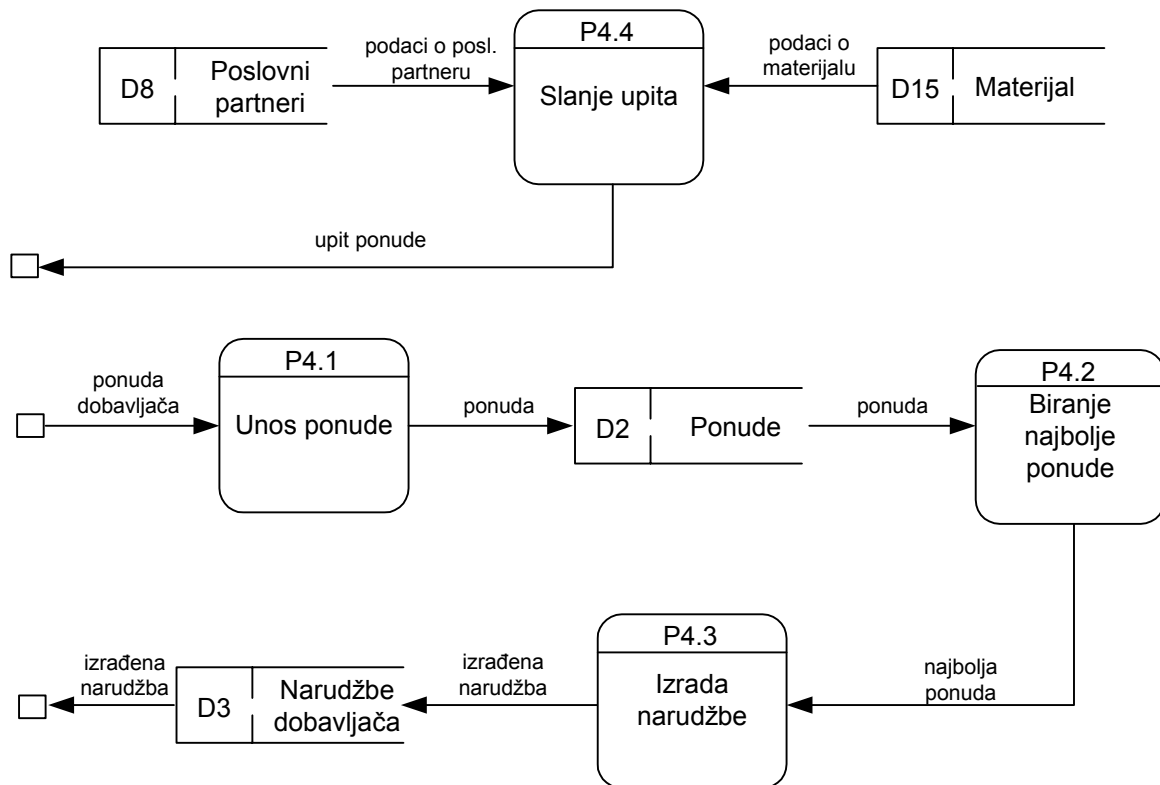 P4.4
podaci o posl.
partneru
podaci o
materijalu
D8
Poslovni
partneri
Slanje upita
D15
Materijal
upit ponude
P4.1
ponuda
dobavljača
Unos ponude
ponuda
D2
Ponude
ponuda
P4.2
Biranje
najbolje
ponude
P4.3
izrađena
narudžba
D3
Narudžbe
dobavljača
izrađena
narudžba
Izrada
narudžbe
najbolja
ponuda